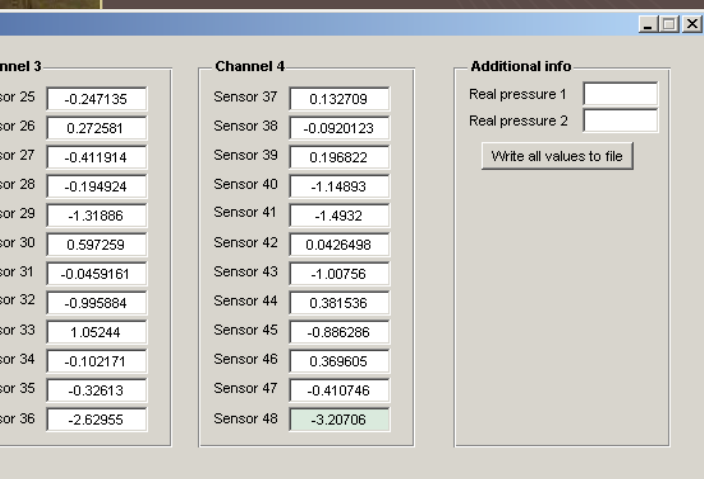 nnel 3
sor 25 -0.247135
sor 26 0.272581
sor 27 -0.411914
sor 28 -0.194924
sor 29 -1.31886
sor 30 0.597259
sor 31 -0.0459161
sor 32 -0.995884
sor 33 1.05244
sor 34 -0.102171
sor 35 -0.32613
sor 36 -2.62955
Channel 4
Sensor 37 0.132709
Sensor 38 -0.0920123
Sensor 39 0.196822
Sensor 40 -1.14893
Sensor 41 -1.4932
Sensor 42 0.0426498
Sensor 43 -1.00756
Sensor 44 0.381536
Sensor 45 -0.886286
Sensor 46 0.369605
Sensor 47 -0.410746
Sensor 48 -3.20706
Additional info
Real pressure 1
Real pressure 2
Write all values to file